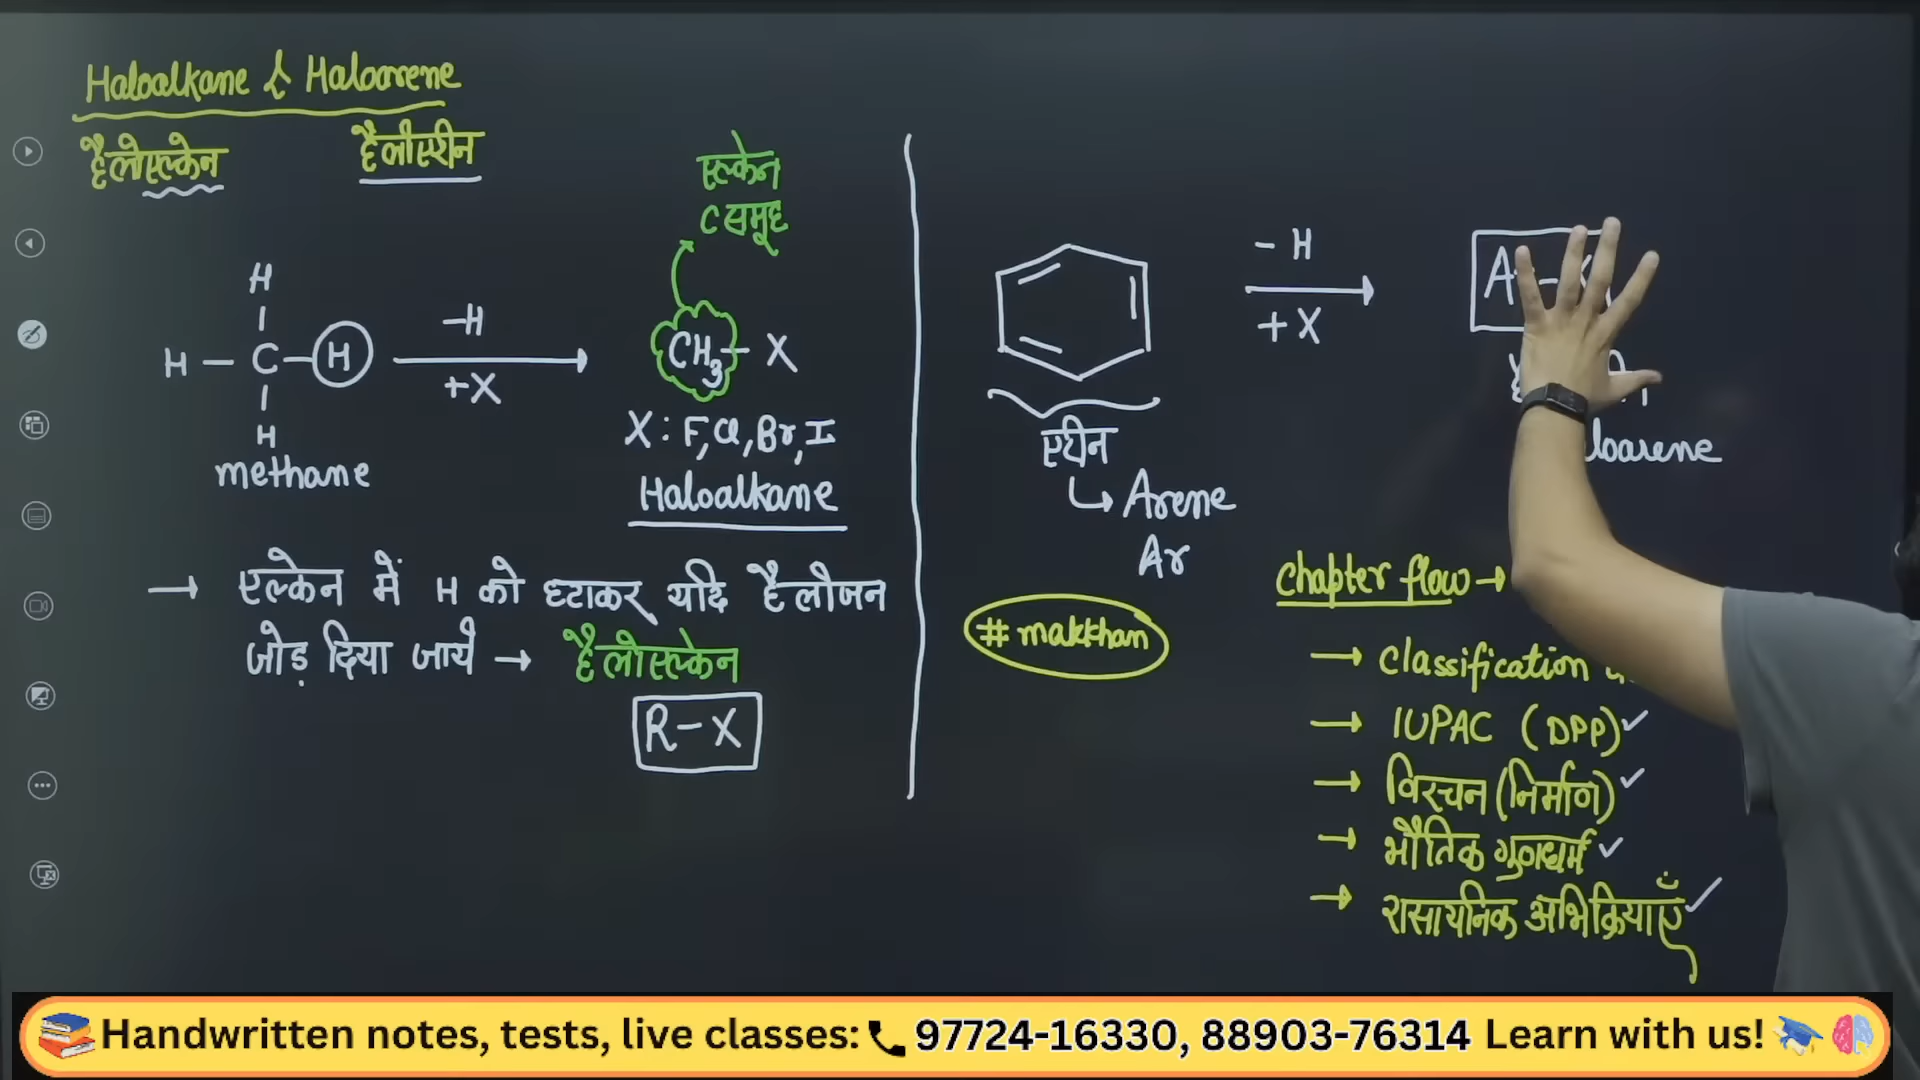 Haloalkane & Haloarene
हैलोएल्केन हैलोएरीन
एल्केन
C समूह
H
H – C – H
H
methane
–H
+X
CH3 – X
X : F, Cl, Br, I
Haloalkane
→ एल्केन में H को घटाकर यदि हैलोजन
जोड़ दिया जाये → हैलोएल्केन
R – X
– H
+ X
एरीन
↳ Arene
Ar
# makkhan
Chapter flow →
→ Classification
→ IUPAC (DPP) ✓
→ विरचन (निर्माण) ✓
→ भौतिक गुणधर्म ✓
→ रासायनिक अभिक्रियाएँ ✓
Handwritten notes, tests, live classes: 97724-16330, 88903-76314 Learn with us!